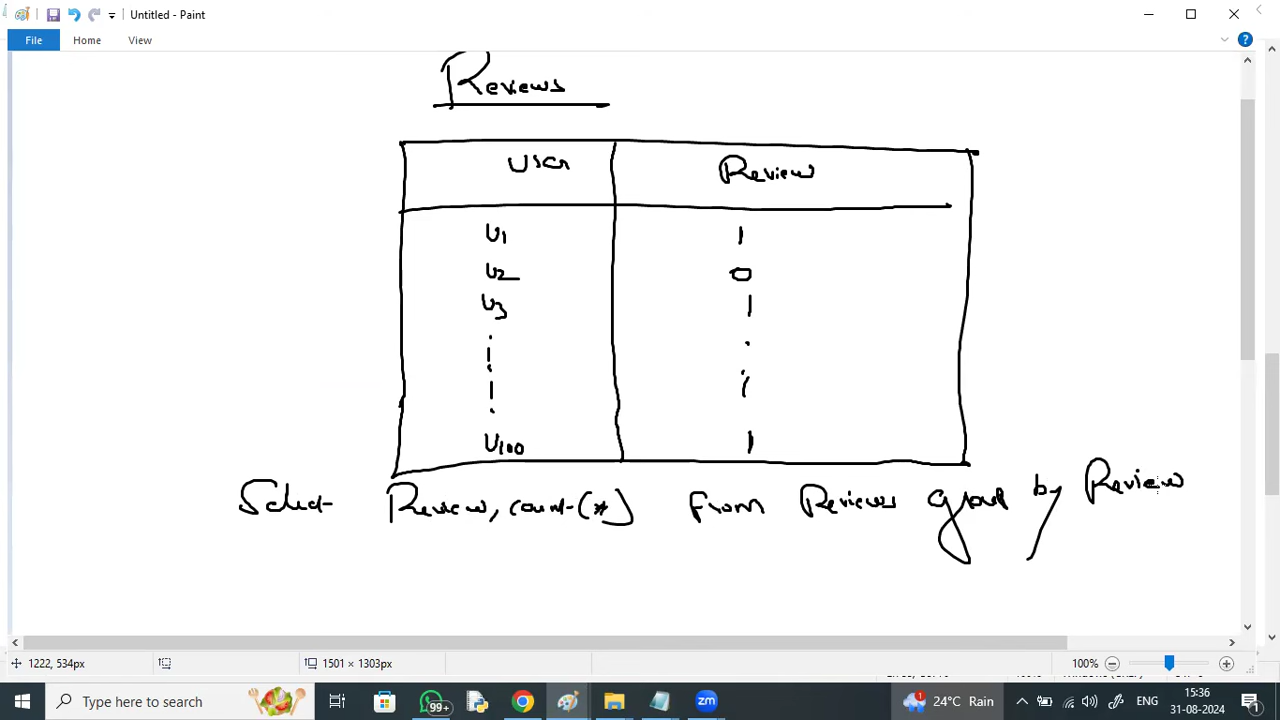 Untitled - Paint
File Home View
Reviews
User Review
U1 1
U2 0
U3 1
U100 1
Select Review, count(*) From Reviews group by Review
1222, 534px 1501 × 1303px 100%
Type here to search
99+
24°C Rain
ENG
15:36
31-08-2024
1